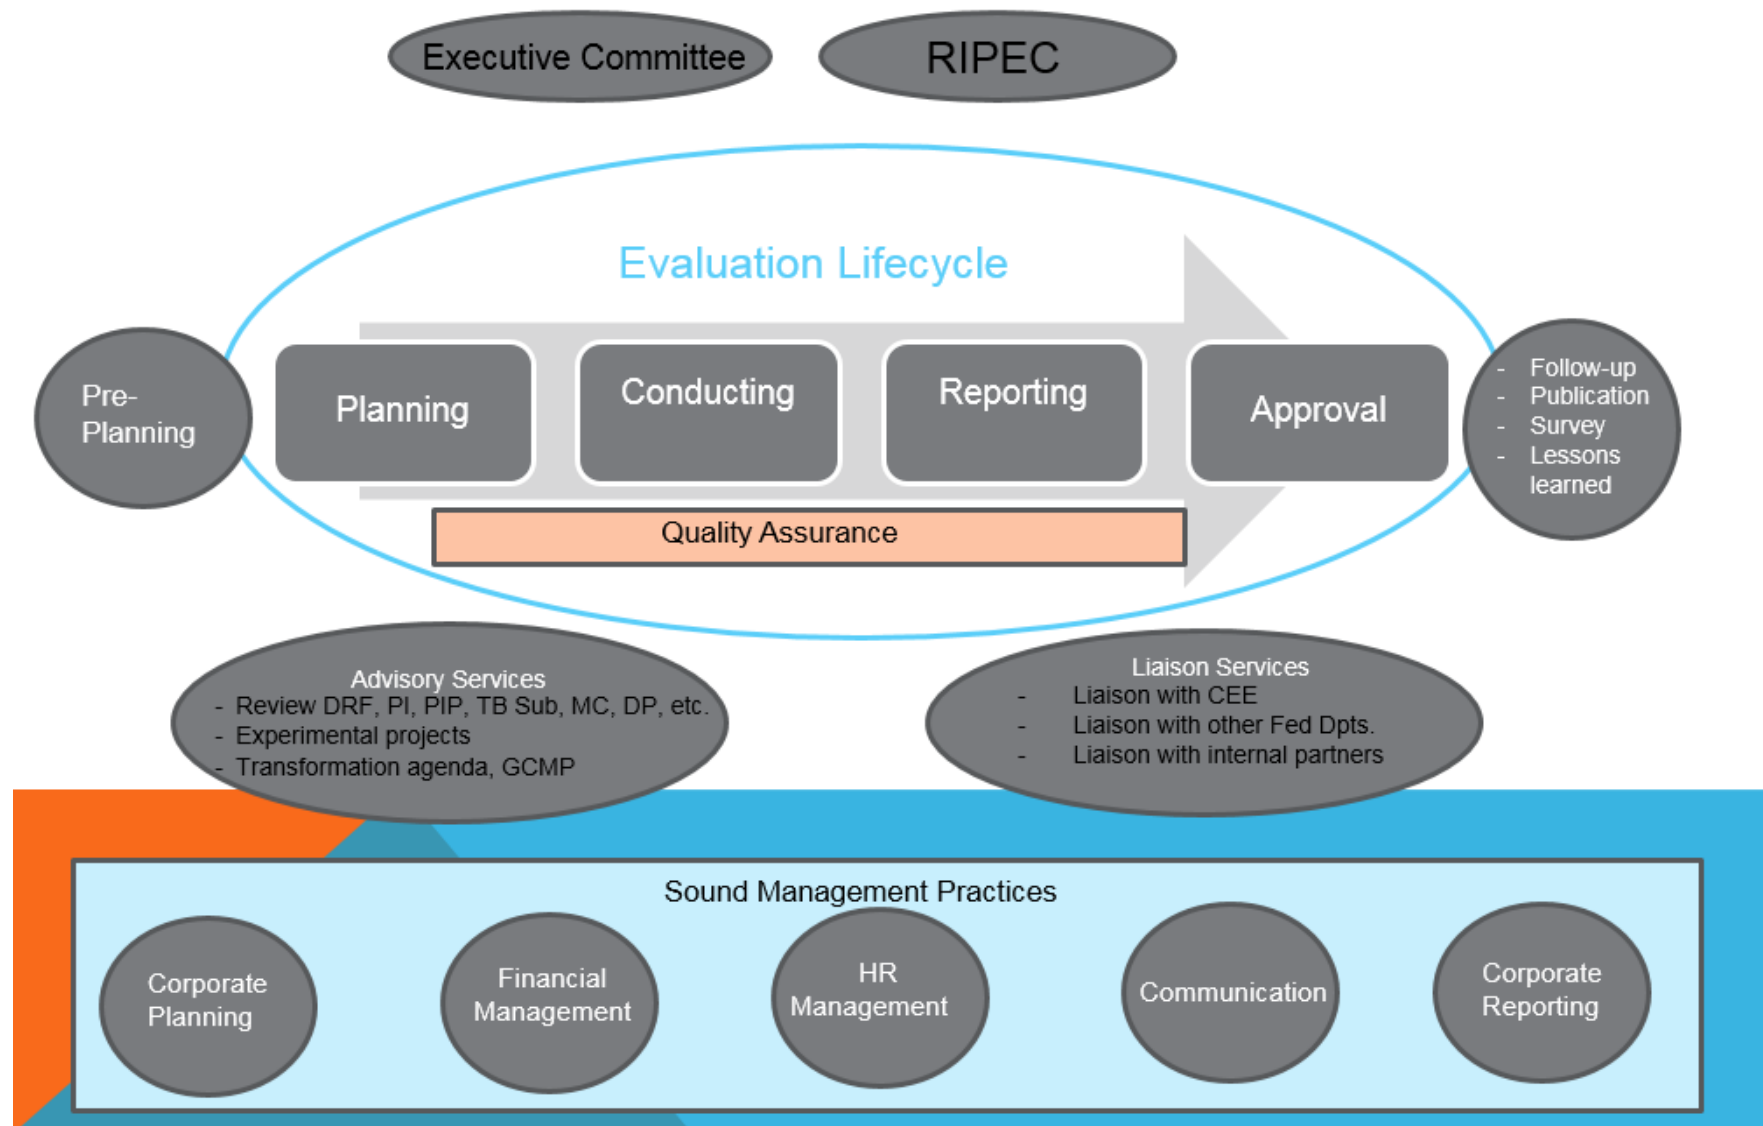 Executive Committee
RIPEC
Evaluation Lifecycle
Pre-
Planning
Planning
Conducting
Reporting
Approval
- Follow-up
- Publication
- Survey
- Lessons
learned
Quality Assurance
Advisory Services
- Review DRF, PI, PIP, TB Sub, MC, DP, etc.
- Experimental projects
- Transformation agenda, GCMP
Liaison Services
- Liaison with CEE
- Liaison with other Fed Dpts.
- Liaison with internal partners
Sound Management Practices
Corporate
Planning
Financial
Management
HR
Management
Communication
Corporate
Reporting